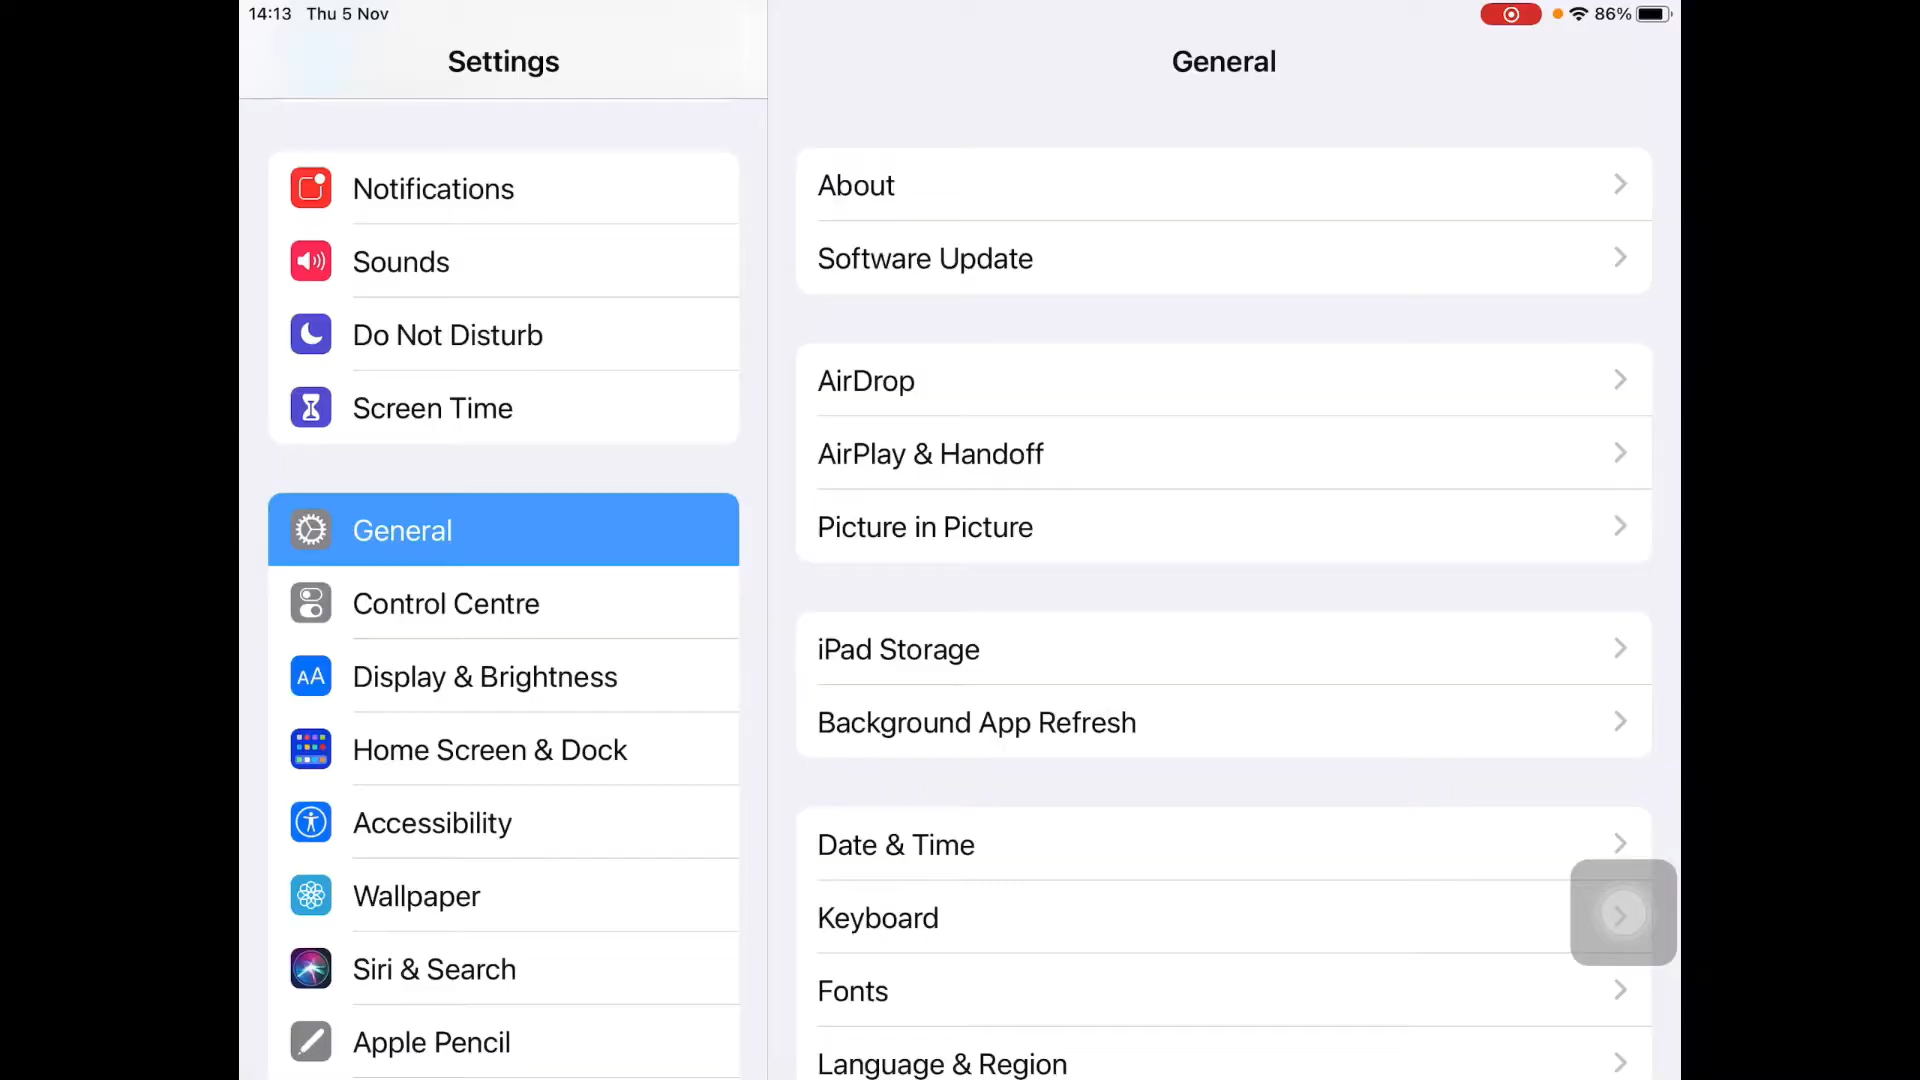 14:13 Thu 5 Nov
86%
Settings
Notifications
Sounds
Do Not Disturb
Screen Time
General
Control Centre
AA
Display & Brightness
Home Screen & Dock
Accessibility
Wallpaper
Siri & Search
Apple Pencil
General
About
Software Update
AirDrop
AirPlay & Handoff
Picture in Picture
iPad Storage
Background App Refresh
Date & Time
Keyboard
Fonts
Language & Region